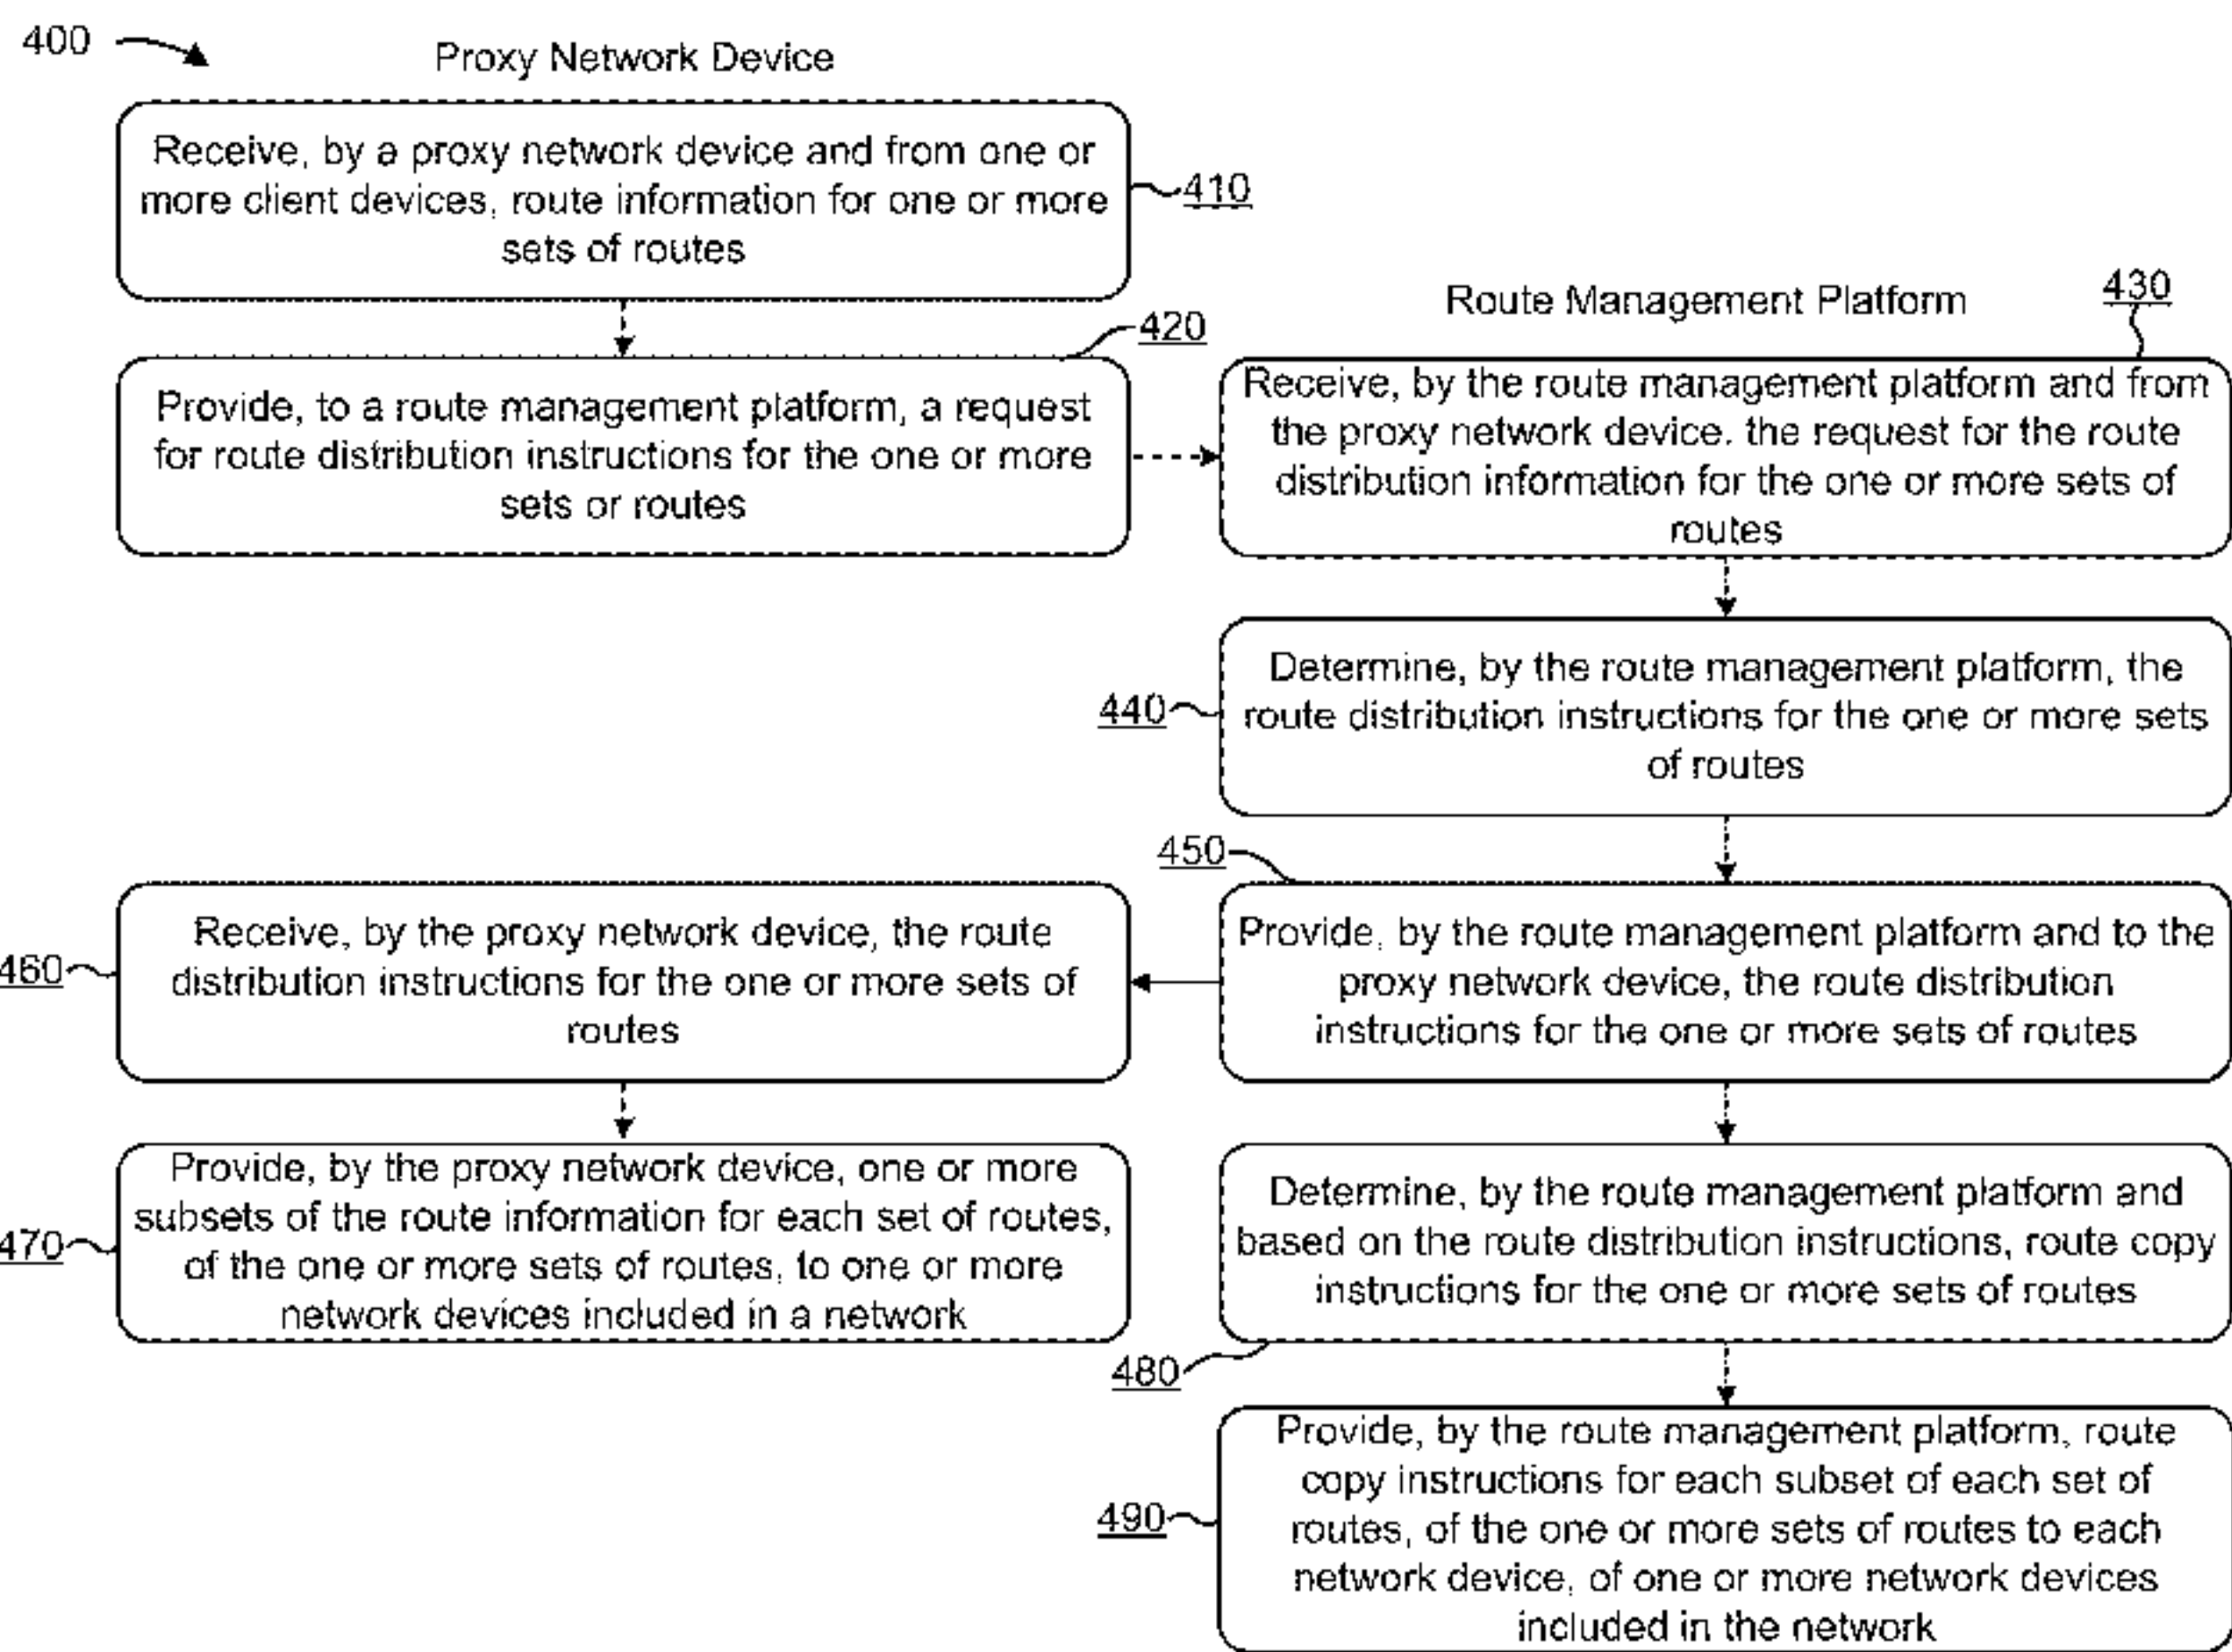 400
Proxy Network Device
Receive, by a proxy network device and from one or
more client devices, route information for one or more
sets of routes
410
420
Provide, to a route management platform, a request
for route distribution instructions for the one or more
sets or routes
Route Management Platform
430
Receive, by the route management platform and from
the proxy network device. the request for the route
distribution information for the one or more sets of
routes
440
Determine, by the route management platform, the
route distribution instructions for the one or more sets
of routes
450
Provide, by the route management platform and to the
proxy network device, the route distribution
instructions for the one or more sets of routes
460
Receive, by the proxy network device, the route
distribution instructions for the one or more sets of
routes
470
Provide, by the proxy network device, one or more
subsets of the route information for each set of routes,
of the one or more sets of routes, to one or more
network devices included in a network
Determine, by the route management platform and
based on the route distribution instructions, route copy
instructions for the one or more sets of routes
480
490
Provide, by the route management platform, route
copy instructions for each subset of each set of
routes, of the one or more sets of routes to each
network device, of one or more network devices
included in the network